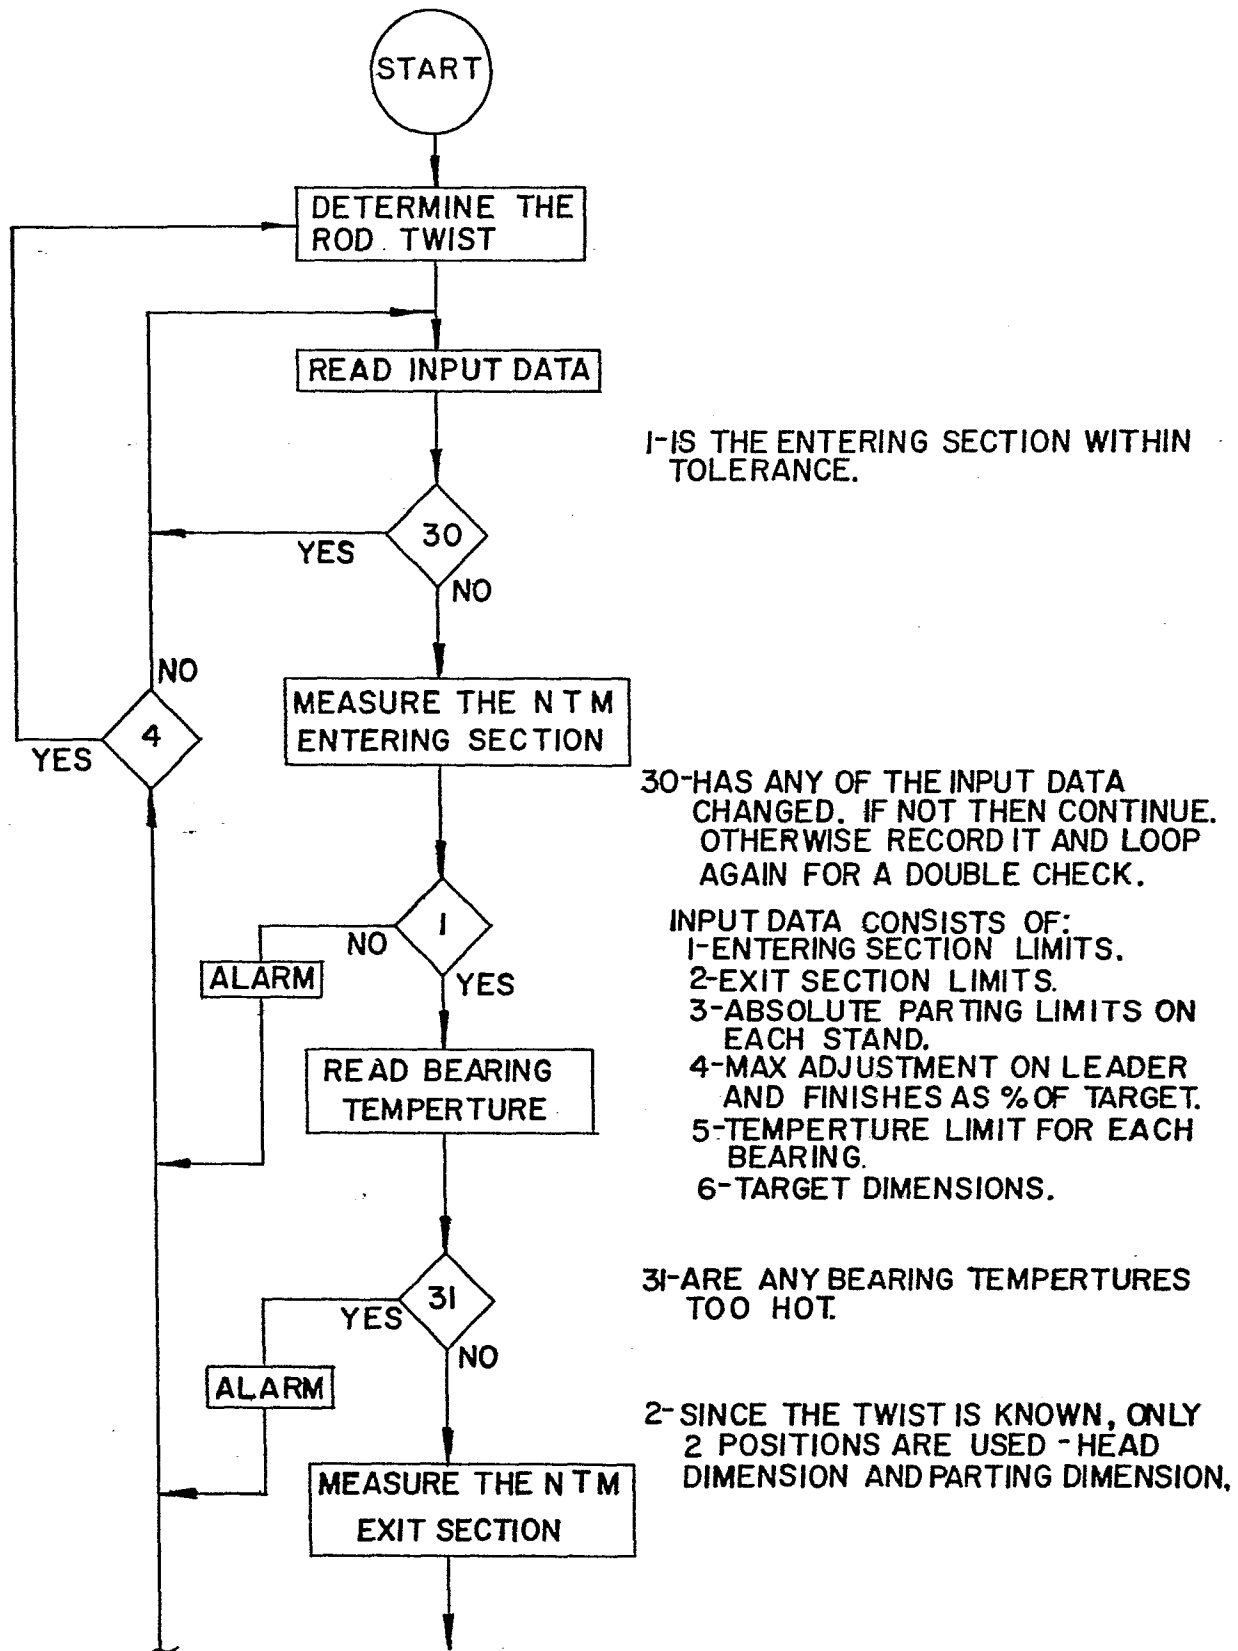 START
DETERMINE THE
ROD. TWIST
READ INPUT DATA
1-IS THE ENTERING SECTION WITHIN
TOLERANCE.
30
YES
NO
NO
4
YES
MEASURE THE N T M
ENTERING SECTION
30-HAS ANY OF THE INPUT DATA
CHANGED. IF NOT THEN CONTINUE.
OTHERWISE RECORD IT AND LOOP
AGAIN FOR A DOUBLE CHECK.
1
NO
YES
ALARM
INPUT DATA CONSISTS OF:
1-ENTERING SECTION LIMITS.
2-EXIT SECTION LIMITS.
3-ABSOLUTE PARTING LIMITS ON
EACH STAND.
4-MAX ADJUSTMENT ON LEADER
AND FINISHES AS % OF TARGET.
5-TEMPERTURE LIMIT FOR EACH
BEARING.
6-TARGET DIMENSIONS.
READ BEARING
TEMPERTURE
31
YES
NO
ALARM
31-ARE ANY BEARING TEMPERTURES
TOO HOT.
2-SINCE THE TWIST IS KNOWN, ONLY
2 POSITIONS ARE USED - HEAD
DIMENSION AND PARTING DIMENSION.
MEASURE THE N T M
EXIT SECTION